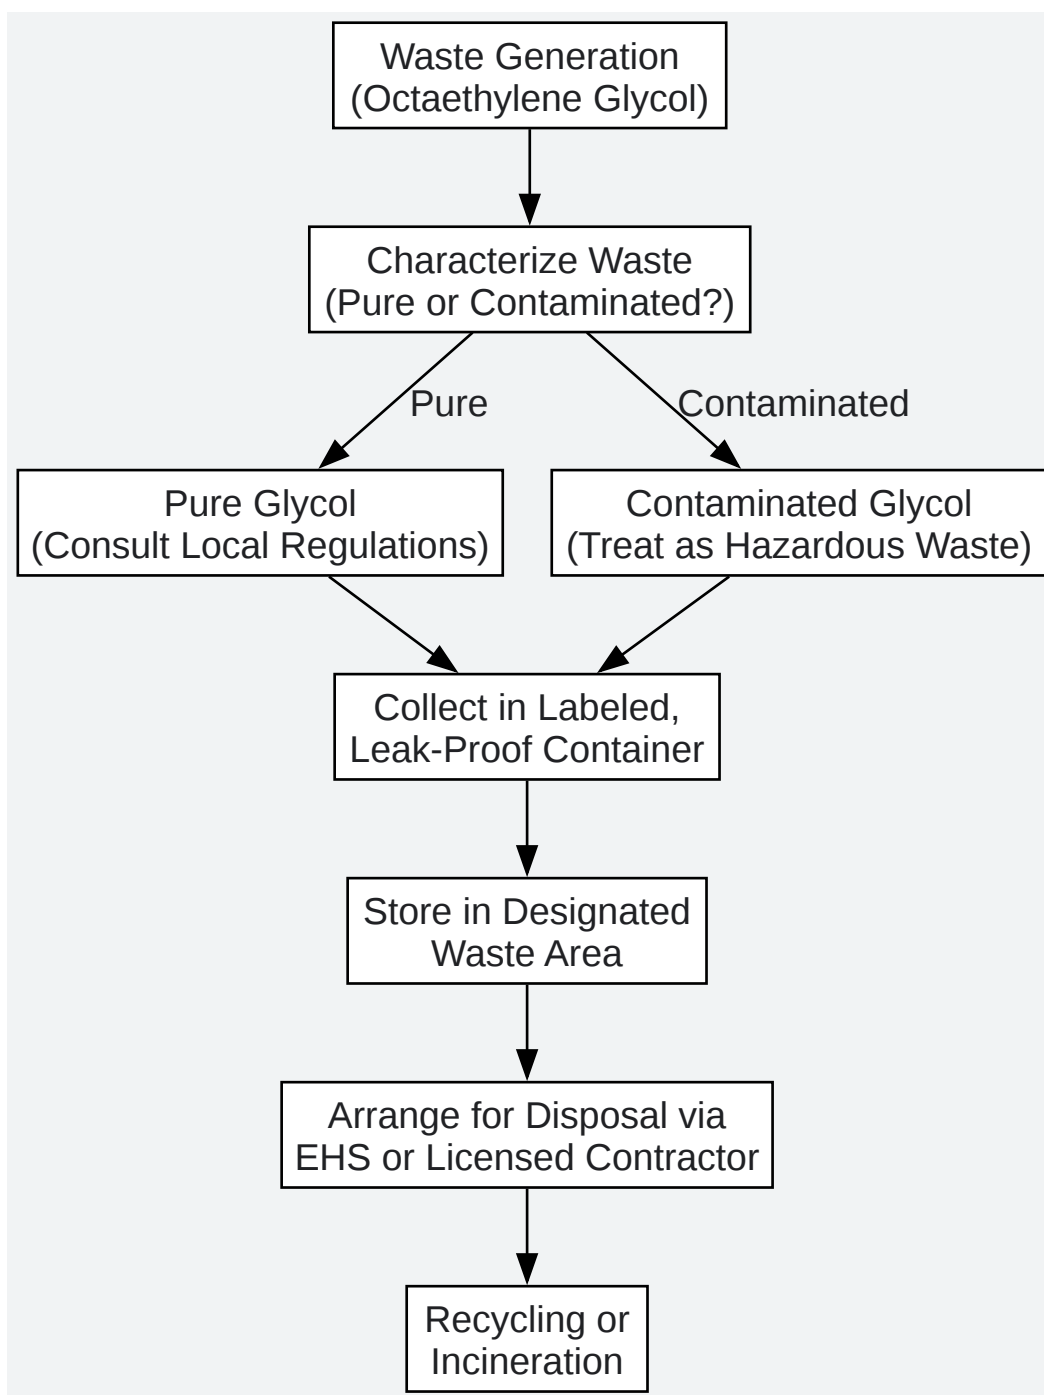 Waste Generation
(Octaethylene Glycol)
Characterize Waste
(Pure or Contaminated?)
Pure
Contaminated
Pure Glycol
(Consult Local Regulations)
Contaminated Glycol
(Treat as Hazardous Waste)
Collect in Labeled,
Leak-Proof Container
Store in Designated
Waste Area
Arrange for Disposal via
EHS or Licensed Contractor
Recycling or
Incineration